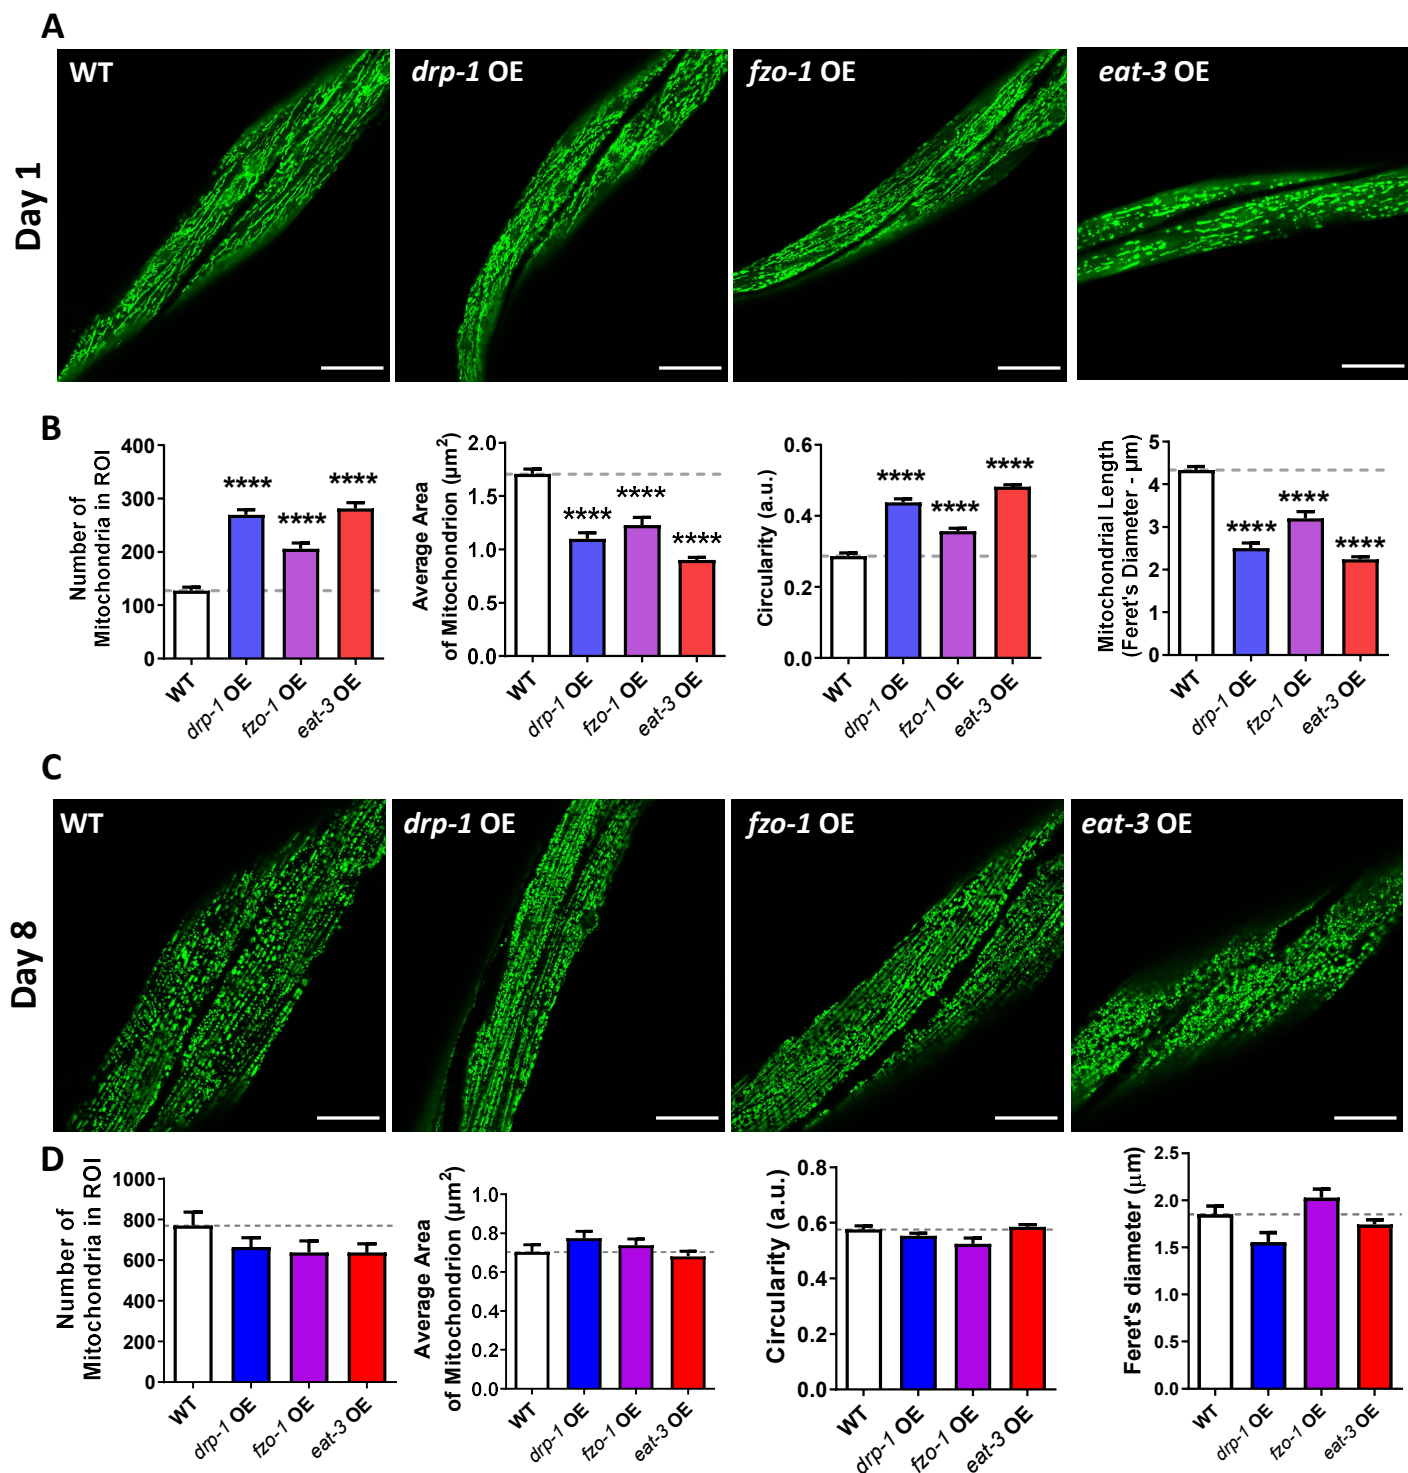 A
WT
drp-1 OE
fzo-1 OE
eat-3 OE
Day 1
B
Number of
Mitochondria in ROI
400
300
200
100
0
****
****
****
WT
drp-1 OE
fzo-1 OE
eat-3 OE
Average Area
of Mitochondrion (µm²)
2.0
1.5
1.0
0.5
0.0
****
****
****
WT
drp-1 OE
fzo-1 OE
eat-3 OE
Circularity (a.u.)
0.6
0.4
0.2
0.0
****
****
****
WT
drp-1 OE
fzo-1 OE
eat-3 OE
Mitochondrial Length
(Feret's Diameter - µm)
5
4
3
2
1
0
****
****
****
WT
drp-1 OE
fzo-1 OE
eat-3 OE
C
WT
drp-1 OE
fzo-1 OE
eat-3 OE
Day 8
D
Number of
Mitochondria in ROI
1000
800
600
400
200
0
WT
drp-1 OE
fzo-1 OE
eat-3 OE
Average Area
of Mitochondrion (µm²)
1.0
0.8
0.6
0.4
0.2
0.0
WT
drp-1 OE
fzo-1 OE
eat-3 OE
Circularity (a.u.)
0.8
0.6
0.4
0.2
0.0
WT
drp-1 OE
fzo-1 OE
eat-3 OE
Feret's diameter (µm)
2.5
2.0
1.5
1.0
0.5
0.0
WT
drp-1 OE
fzo-1 OE
eat-3 OE